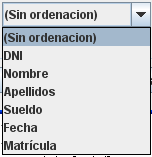 (Sin ordenacion)
(Sin ordenacion)
DNI
Nombre
Apellidos
Sueldo
Fecha
Matrícula